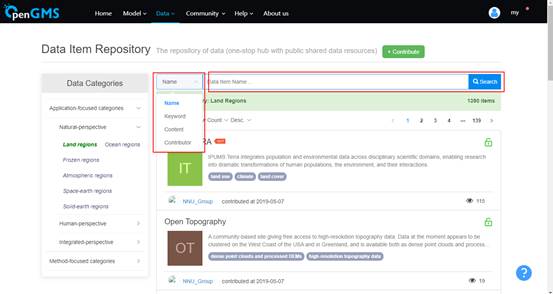 OpenGMS Home Model Data Community Help About us my
Data Item Repository The repository of data (one-stop hub with public shared data resources) + Contribute
Data Categories
Application-focused categories
Natural-perspective
Land regions Ocean regions
Frozen regions
Atmospheric regions
Space-earth regions
Solid-earth regions
Human-perspective
Integrated-perspective
Method-focused categories
Name Data Item Name... Search
Name
Keyword
Content
Contributor
Land Regions 1390 items
Count Desc. < 1 2 3 4 ... 139 >
RA
IT
IPUMS Terra integrates population and environmental data across disciplinary scientific domains, enabling research
into dramatic transformations of human populations, the environment, and their interactions.
land use climate land cover
NNU_Group contributed at 2019-05-07 115
Open Topography
OT
A community-based site giving free access to high-resolution topography data. Data at the moment appears to be
clustered on the West Coast of the USA and in Greenland, and is available both as dense point clouds and process...
dense point clouds and processed DEMs high-resolution topography data
NNU_Group contributed at 2019-05-07 19
?